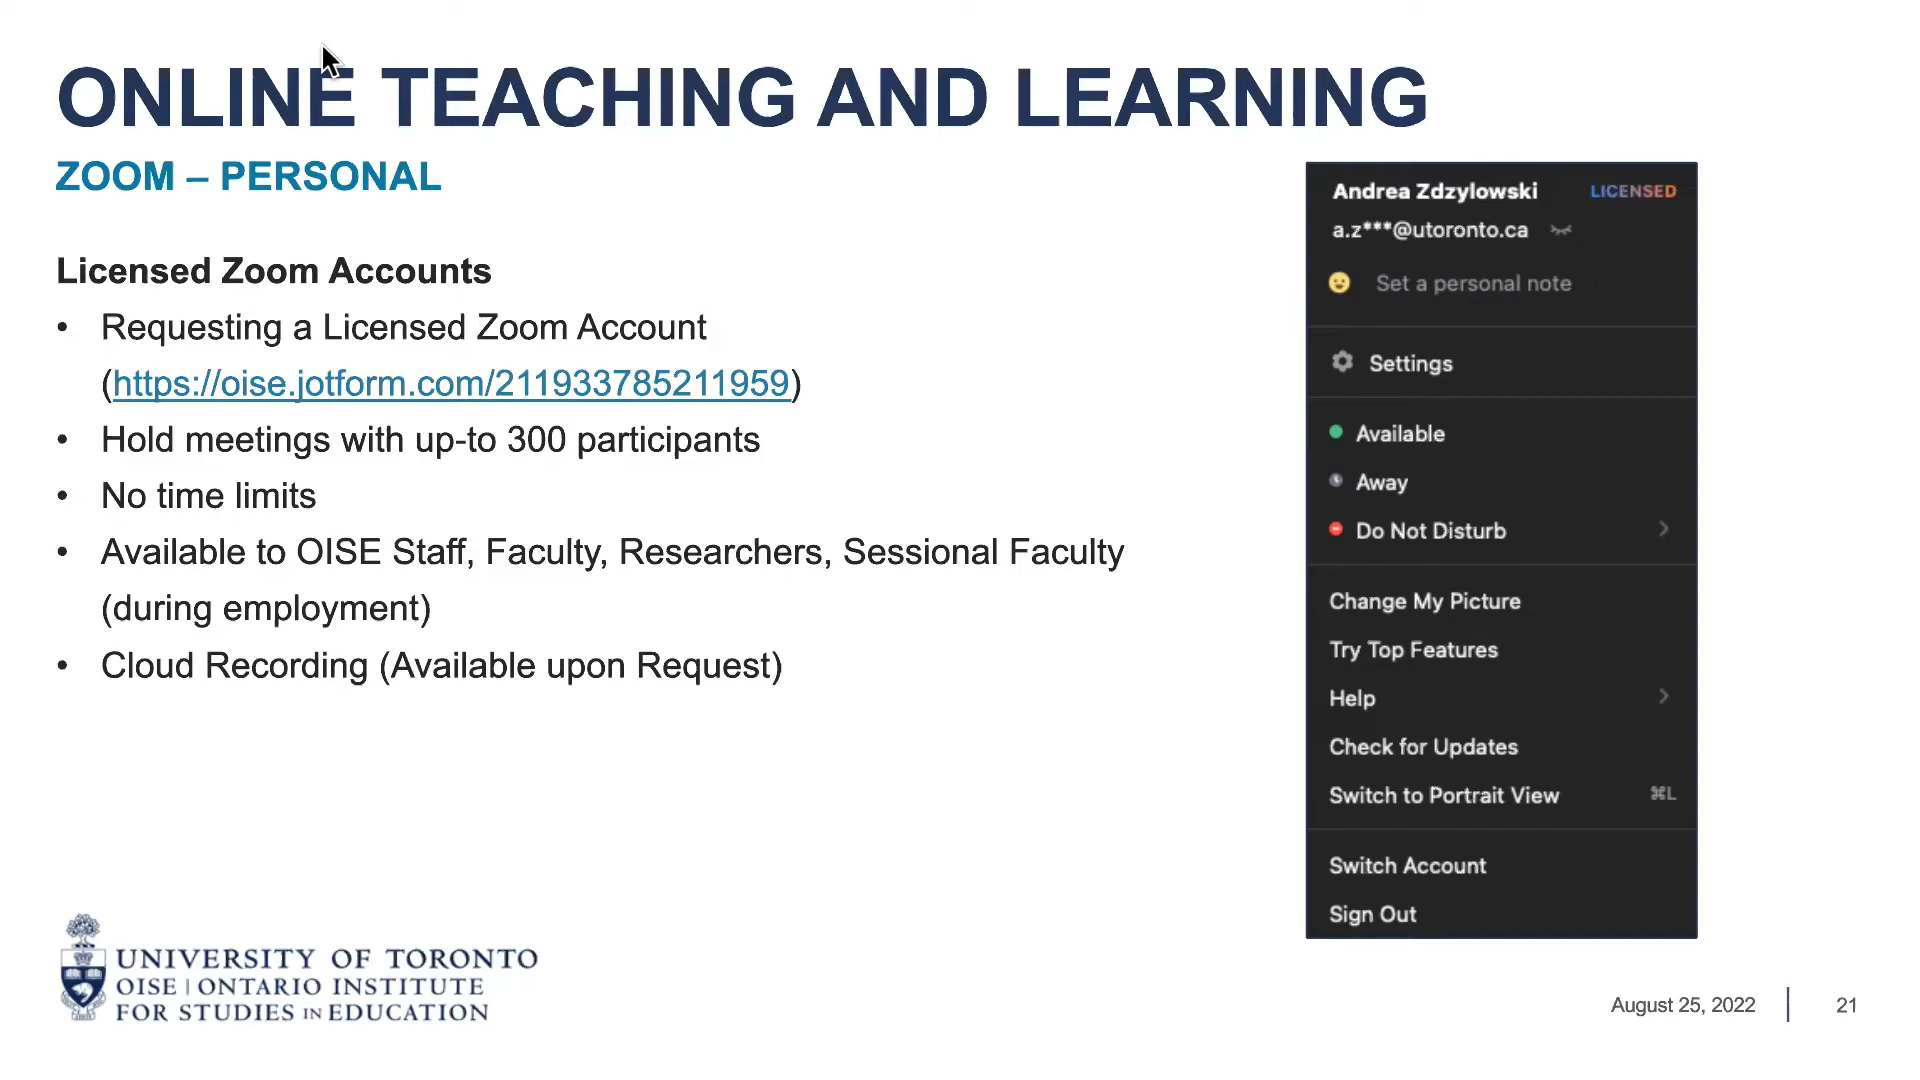 ONLINE TEACHING AND LEARNING
ZOOM – PERSONAL
Licensed Zoom Accounts
• Requesting a Licensed Zoom Account
(https://oise.jotform.com/211933785211959)
• Hold meetings with up-to 300 participants
• No time limits
• Available to OISE Staff, Faculty, Researchers, Sessional Faculty
(during employment)
• Cloud Recording (Available upon Request)
Andrea Zdzylowski LICENSED
a.z***@utoronto.ca
Set a personal note
Settings
Available
Away
Do Not Disturb
Change My Picture
Try Top Features
Help
Check for Updates
Switch to Portrait View ⌘L
Switch Account
Sign Out
UNIVERSITY OF TORONTO
OISE | ONTARIO INSTITUTE
FOR STUDIES IN EDUCATION
August 25, 2022 21